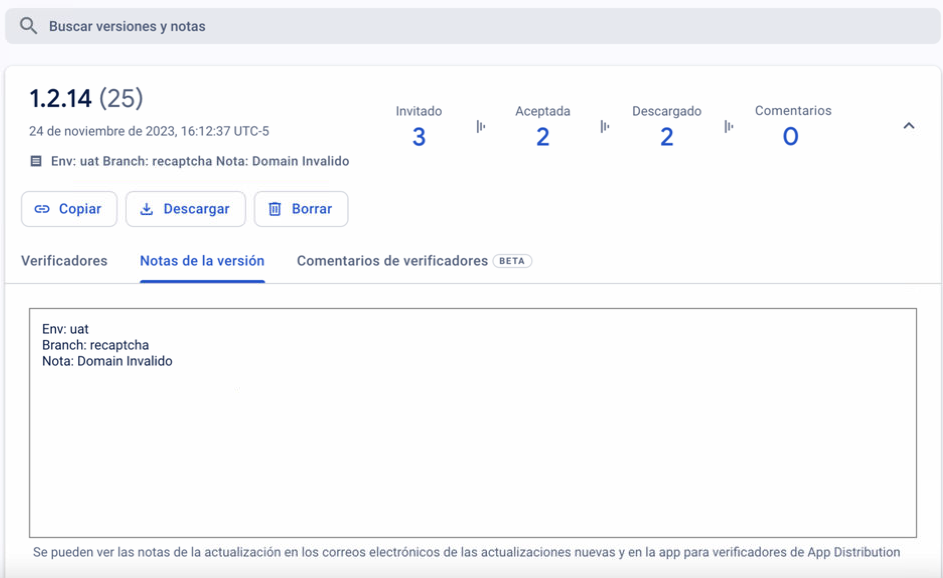 Buscar versiones y notas
1.2.14 (25)
24 de noviembre de 2023, 16:12:37 UTC-5
Env: uat Branch: recaptcha Nota: Domain Invalido
Invitado
3
Aceptada
2
Descargado
2
Comentarios
0
Copiar
Descargar
Borrar
Verificadores
Notas de la versión
Comentarios de verificadores BETA
Env: uat
Branch: recaptcha
Nota: Domain Invalido
Se pueden ver las notas de la actualización en los correos electrónicos de las actualizaciones nuevas y en la app para verificadores de App Distribution